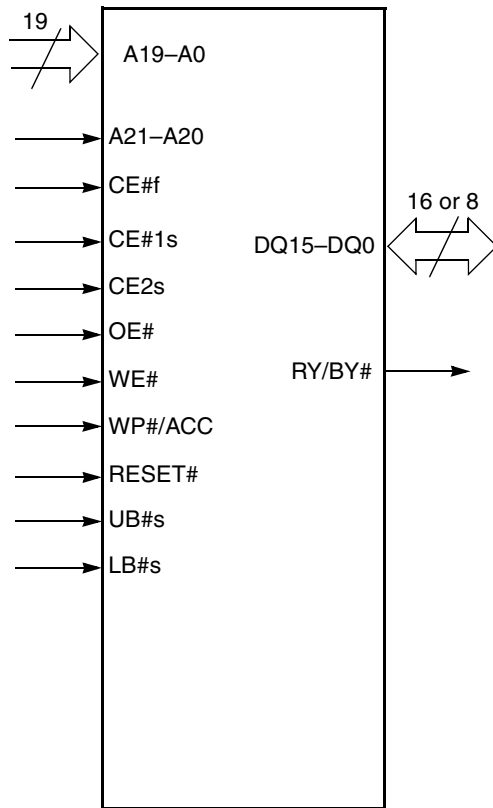 19
A19–A0
A21–A20
CE#f
16 or 8
CE#1s
DQ15–DQ0
CE2s
OE#
RY/BY#
WE#
WP#/ACC
RESET#
UB#s
LB#s